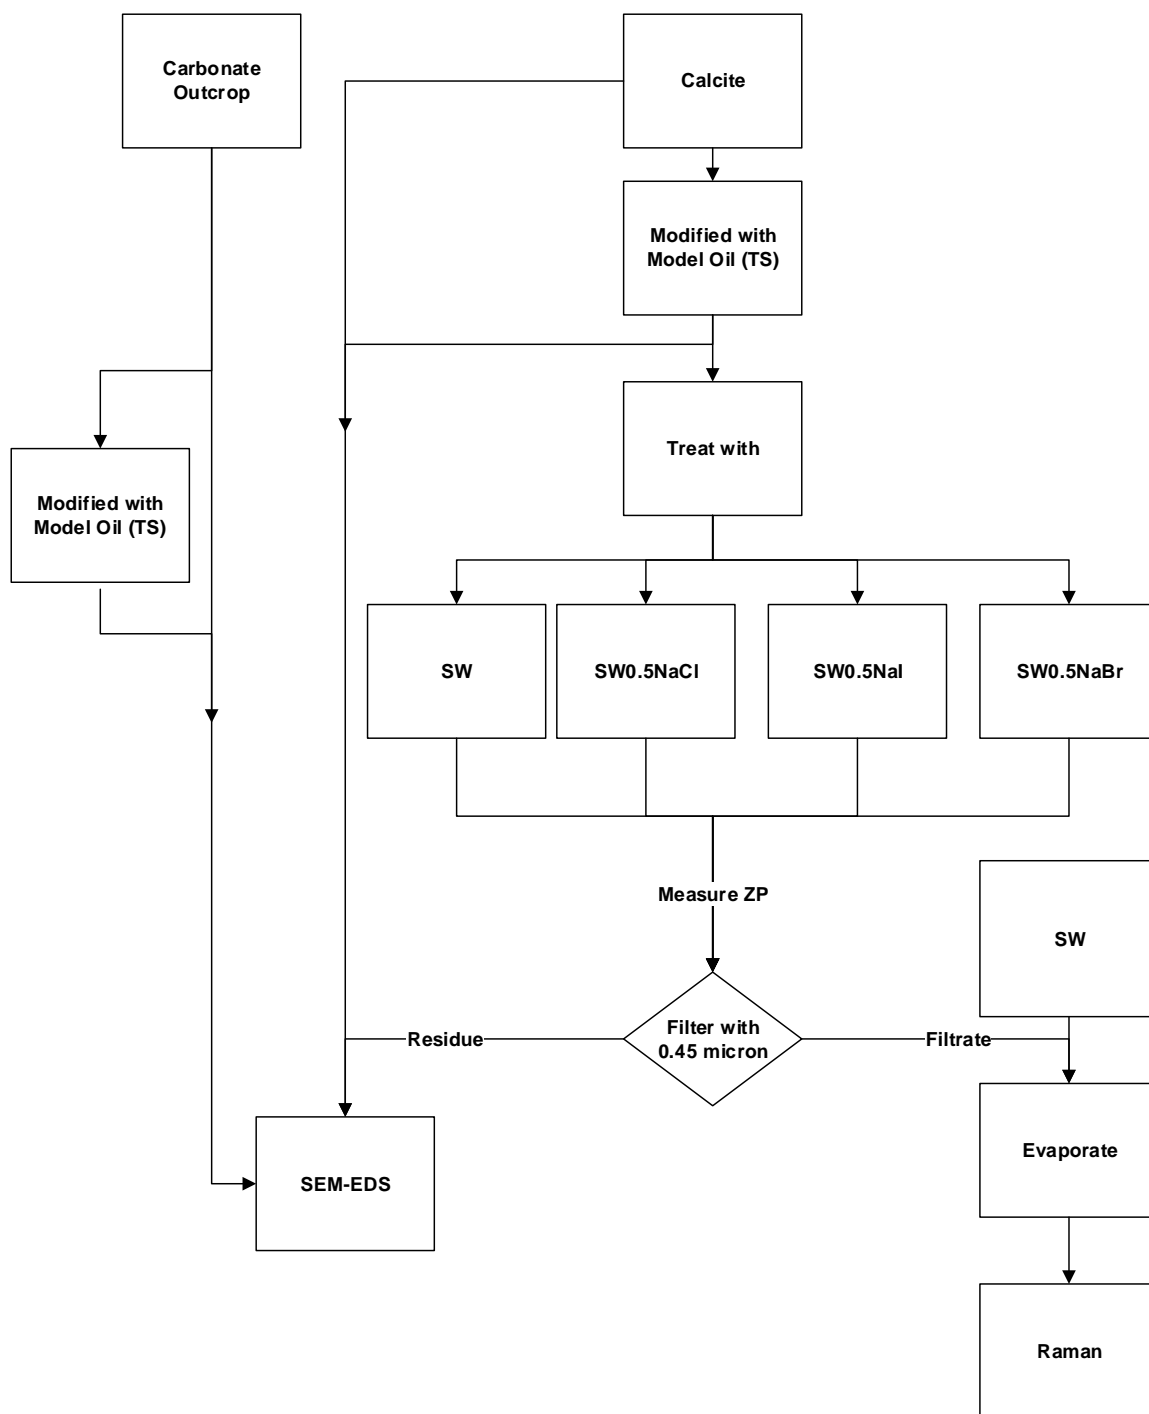 Carbonate
Outcrop
Calcite
Modified with
Model Oil (TS)
Treat with
Modified with
Model Oil (TS)
SW
SW0.5NaCl
SW0.5NaI
SW0.5NaBr
Measure ZP
SW
Filter with
0.45 micron
Residue
Filtrate
Evaporate
SEM-EDS
Raman